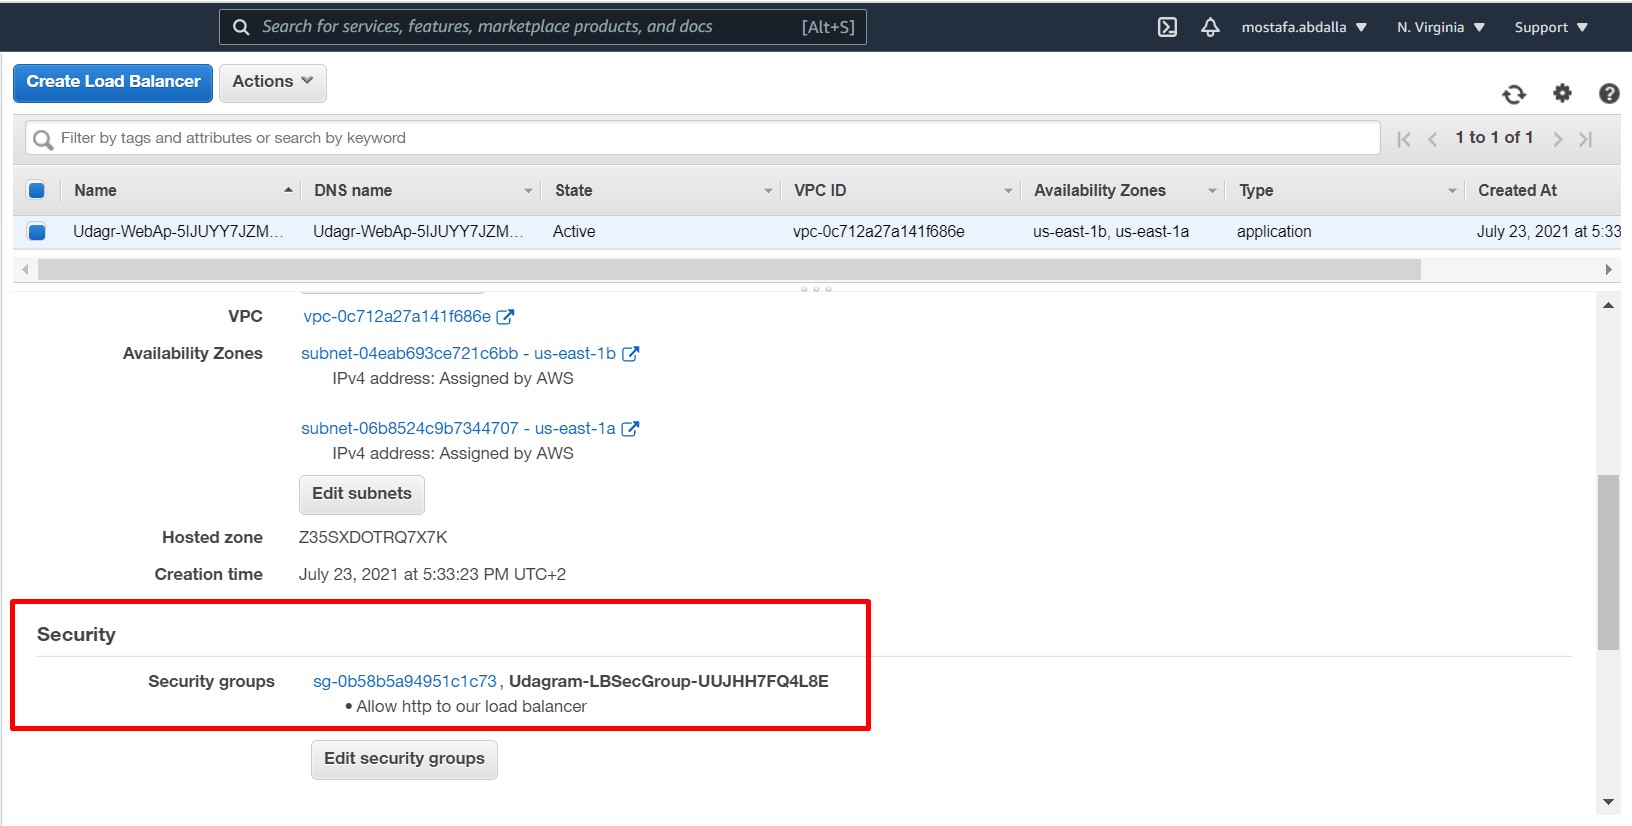 Search for services, features, marketplace products, and docs [Alt+S] mostafa.abdalla N. Virginia Support
Create Load Balancer Actions
Filter by tags and attributes or search by keyword 1 to 1 of 1
Name DNS name State VPC ID Availability Zones Type Created At
Udagr-WebAp-5IJUYY7JZM... Udagr-WebAp-5IJUYY7JZM... Active vpc-0c712a27a141f686e us-east-1b, us-east-1a application July 23, 2021 at 5:33
VPC vpc-0c712a27a141f686e
Availability Zones subnet-04eab693ce721c6bb - us-east-1b
IPv4 address: Assigned by AWS
subnet-06b8524c9b7344707 - us-east-1a
IPv4 address: Assigned by AWS
Edit subnets
Hosted zone Z35SXDOTRQ7X7K
Creation time July 23, 2021 at 5:33:23 PM UTC+2
Security
Security groups sg-0b58b5a94951c1c73, Udagram-LBSecGroup-UUJHH7FQ4L8E
• Allow http to our load balancer
Edit security groups